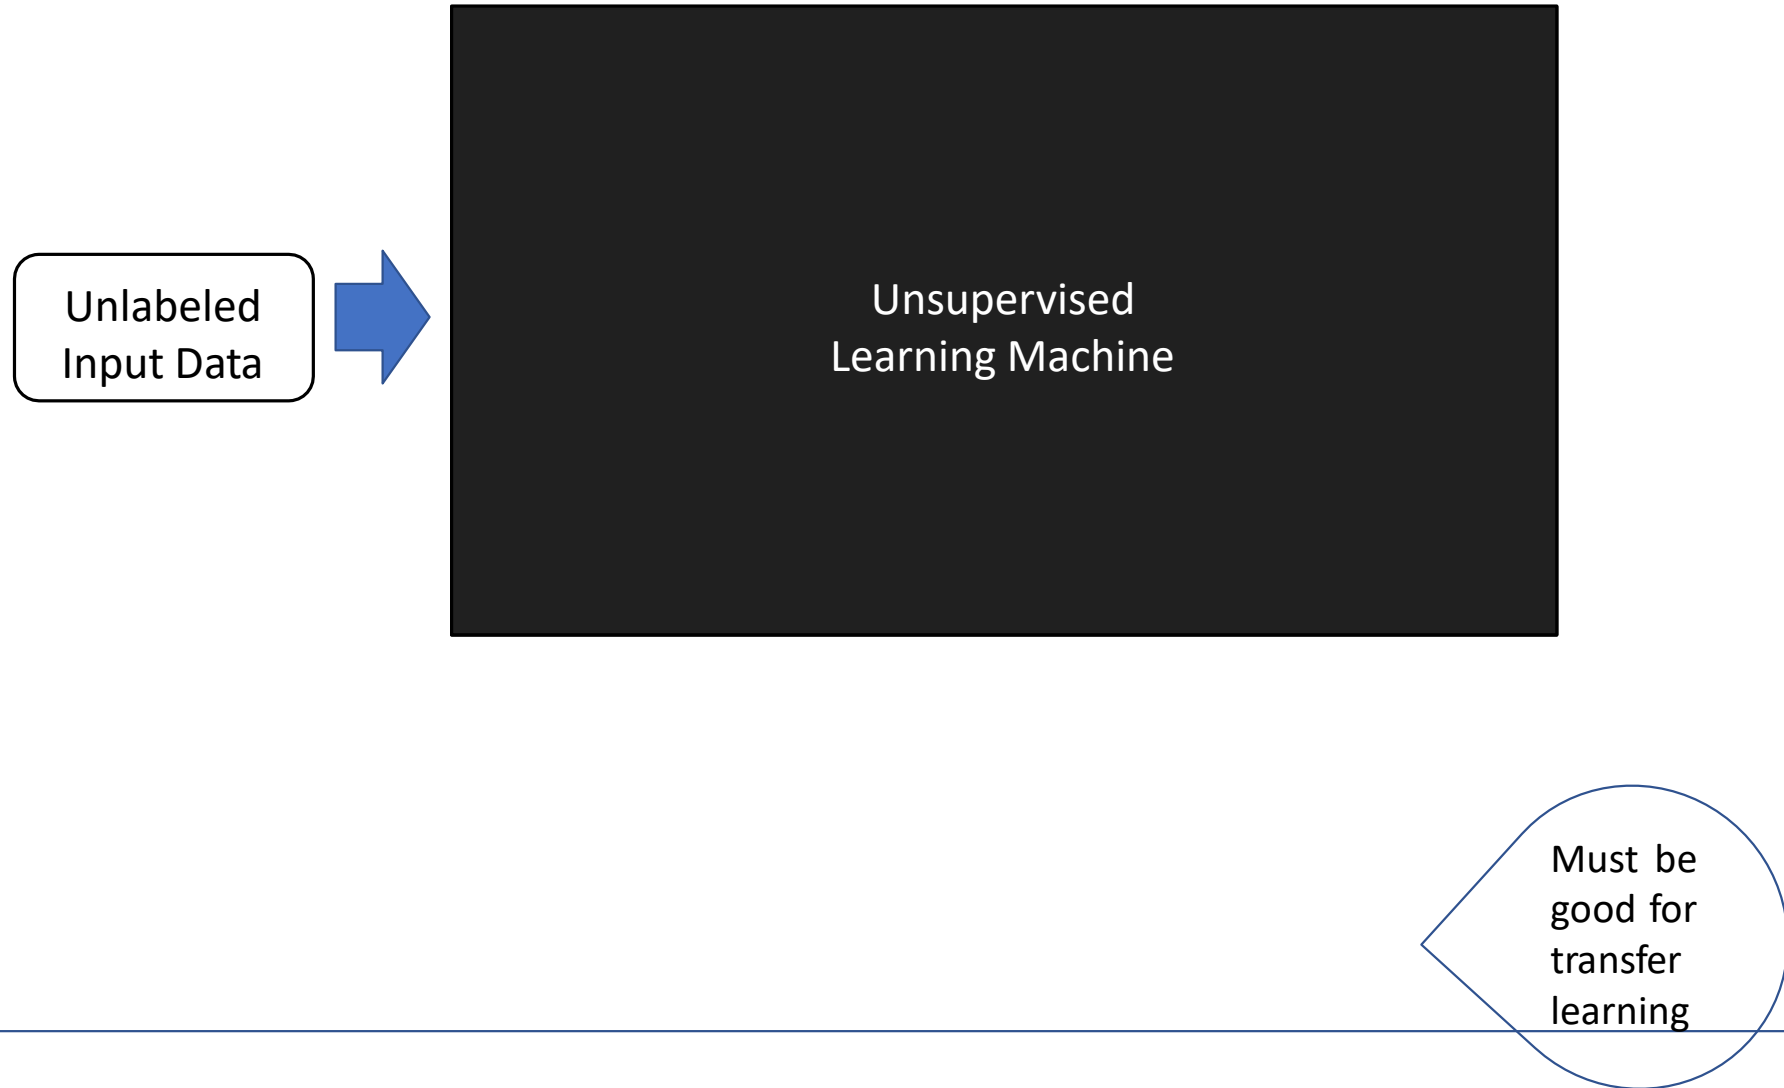 Unlabeled
Input Data
Unsupervised
Learning Machine
Must be
good for
transfer
learning